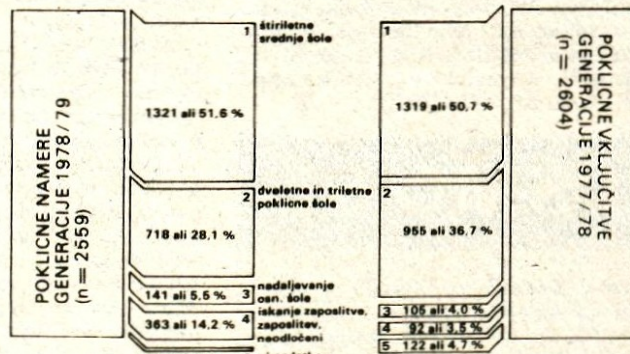 POKLICNE NAMERE
GENERACIJE 1978/79
(n = 2559)
1 štiriletne
srednje šole
1321 ali 51,6 %
2 dveletne in triletne
poklicne šole
718 ali 28,1 %
141 ali 5,5 % 3 nadaljevanje
osn. šole
363 ali 14,2 % 4 iskanje zaposlitve,
zaposlitev,
neodločeni
1
1319 ali 50,7 %
2
955 ali 36,7 %
3 105 ali 4,0 %
4 92 ali 3,5 %
5 122 ali 4,7 %
POKLICNE VKLJUČITVE
GENERACIJE 1977/78
(n = 2604)